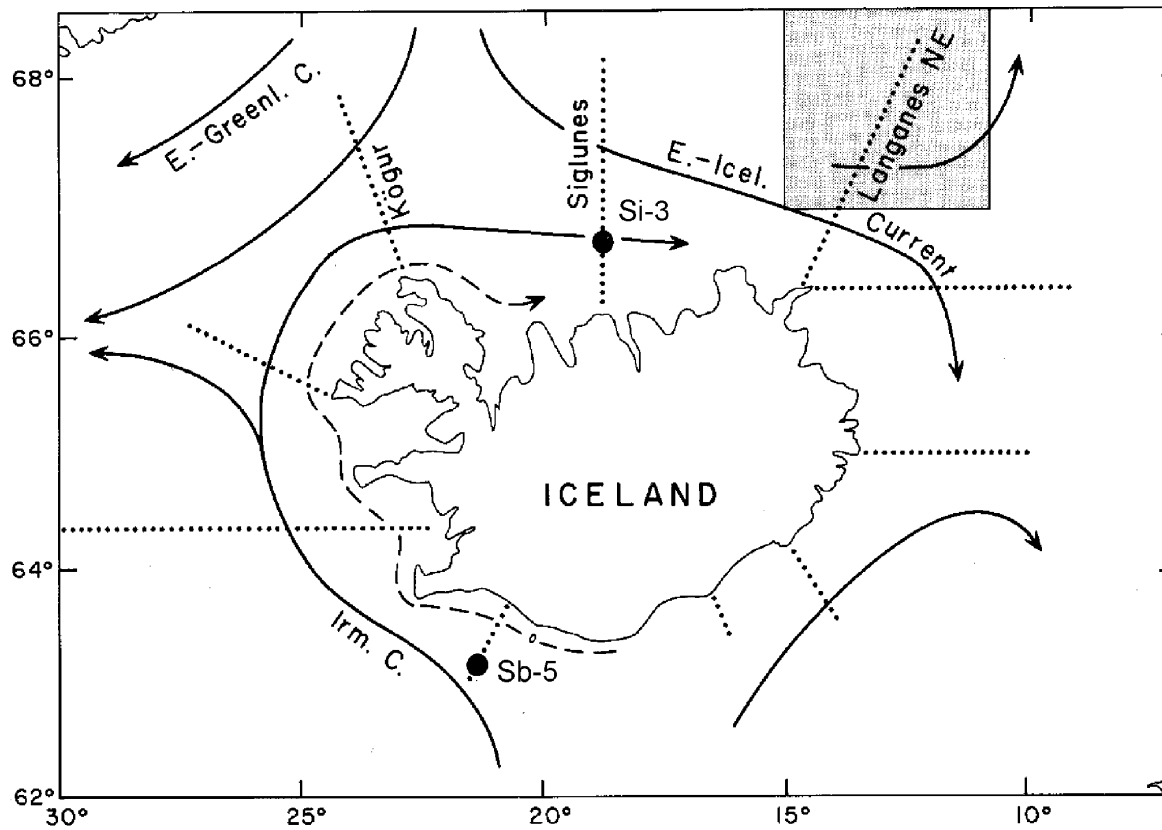 68°
66°
64°
62°
30°
25°
20°
15°
10°
E.-Greenl. C.
Kögur
Siglunes
Si-3
E.-Icel.
Current
Langanes NE
ICELAND
Irm. C.
Sb-5